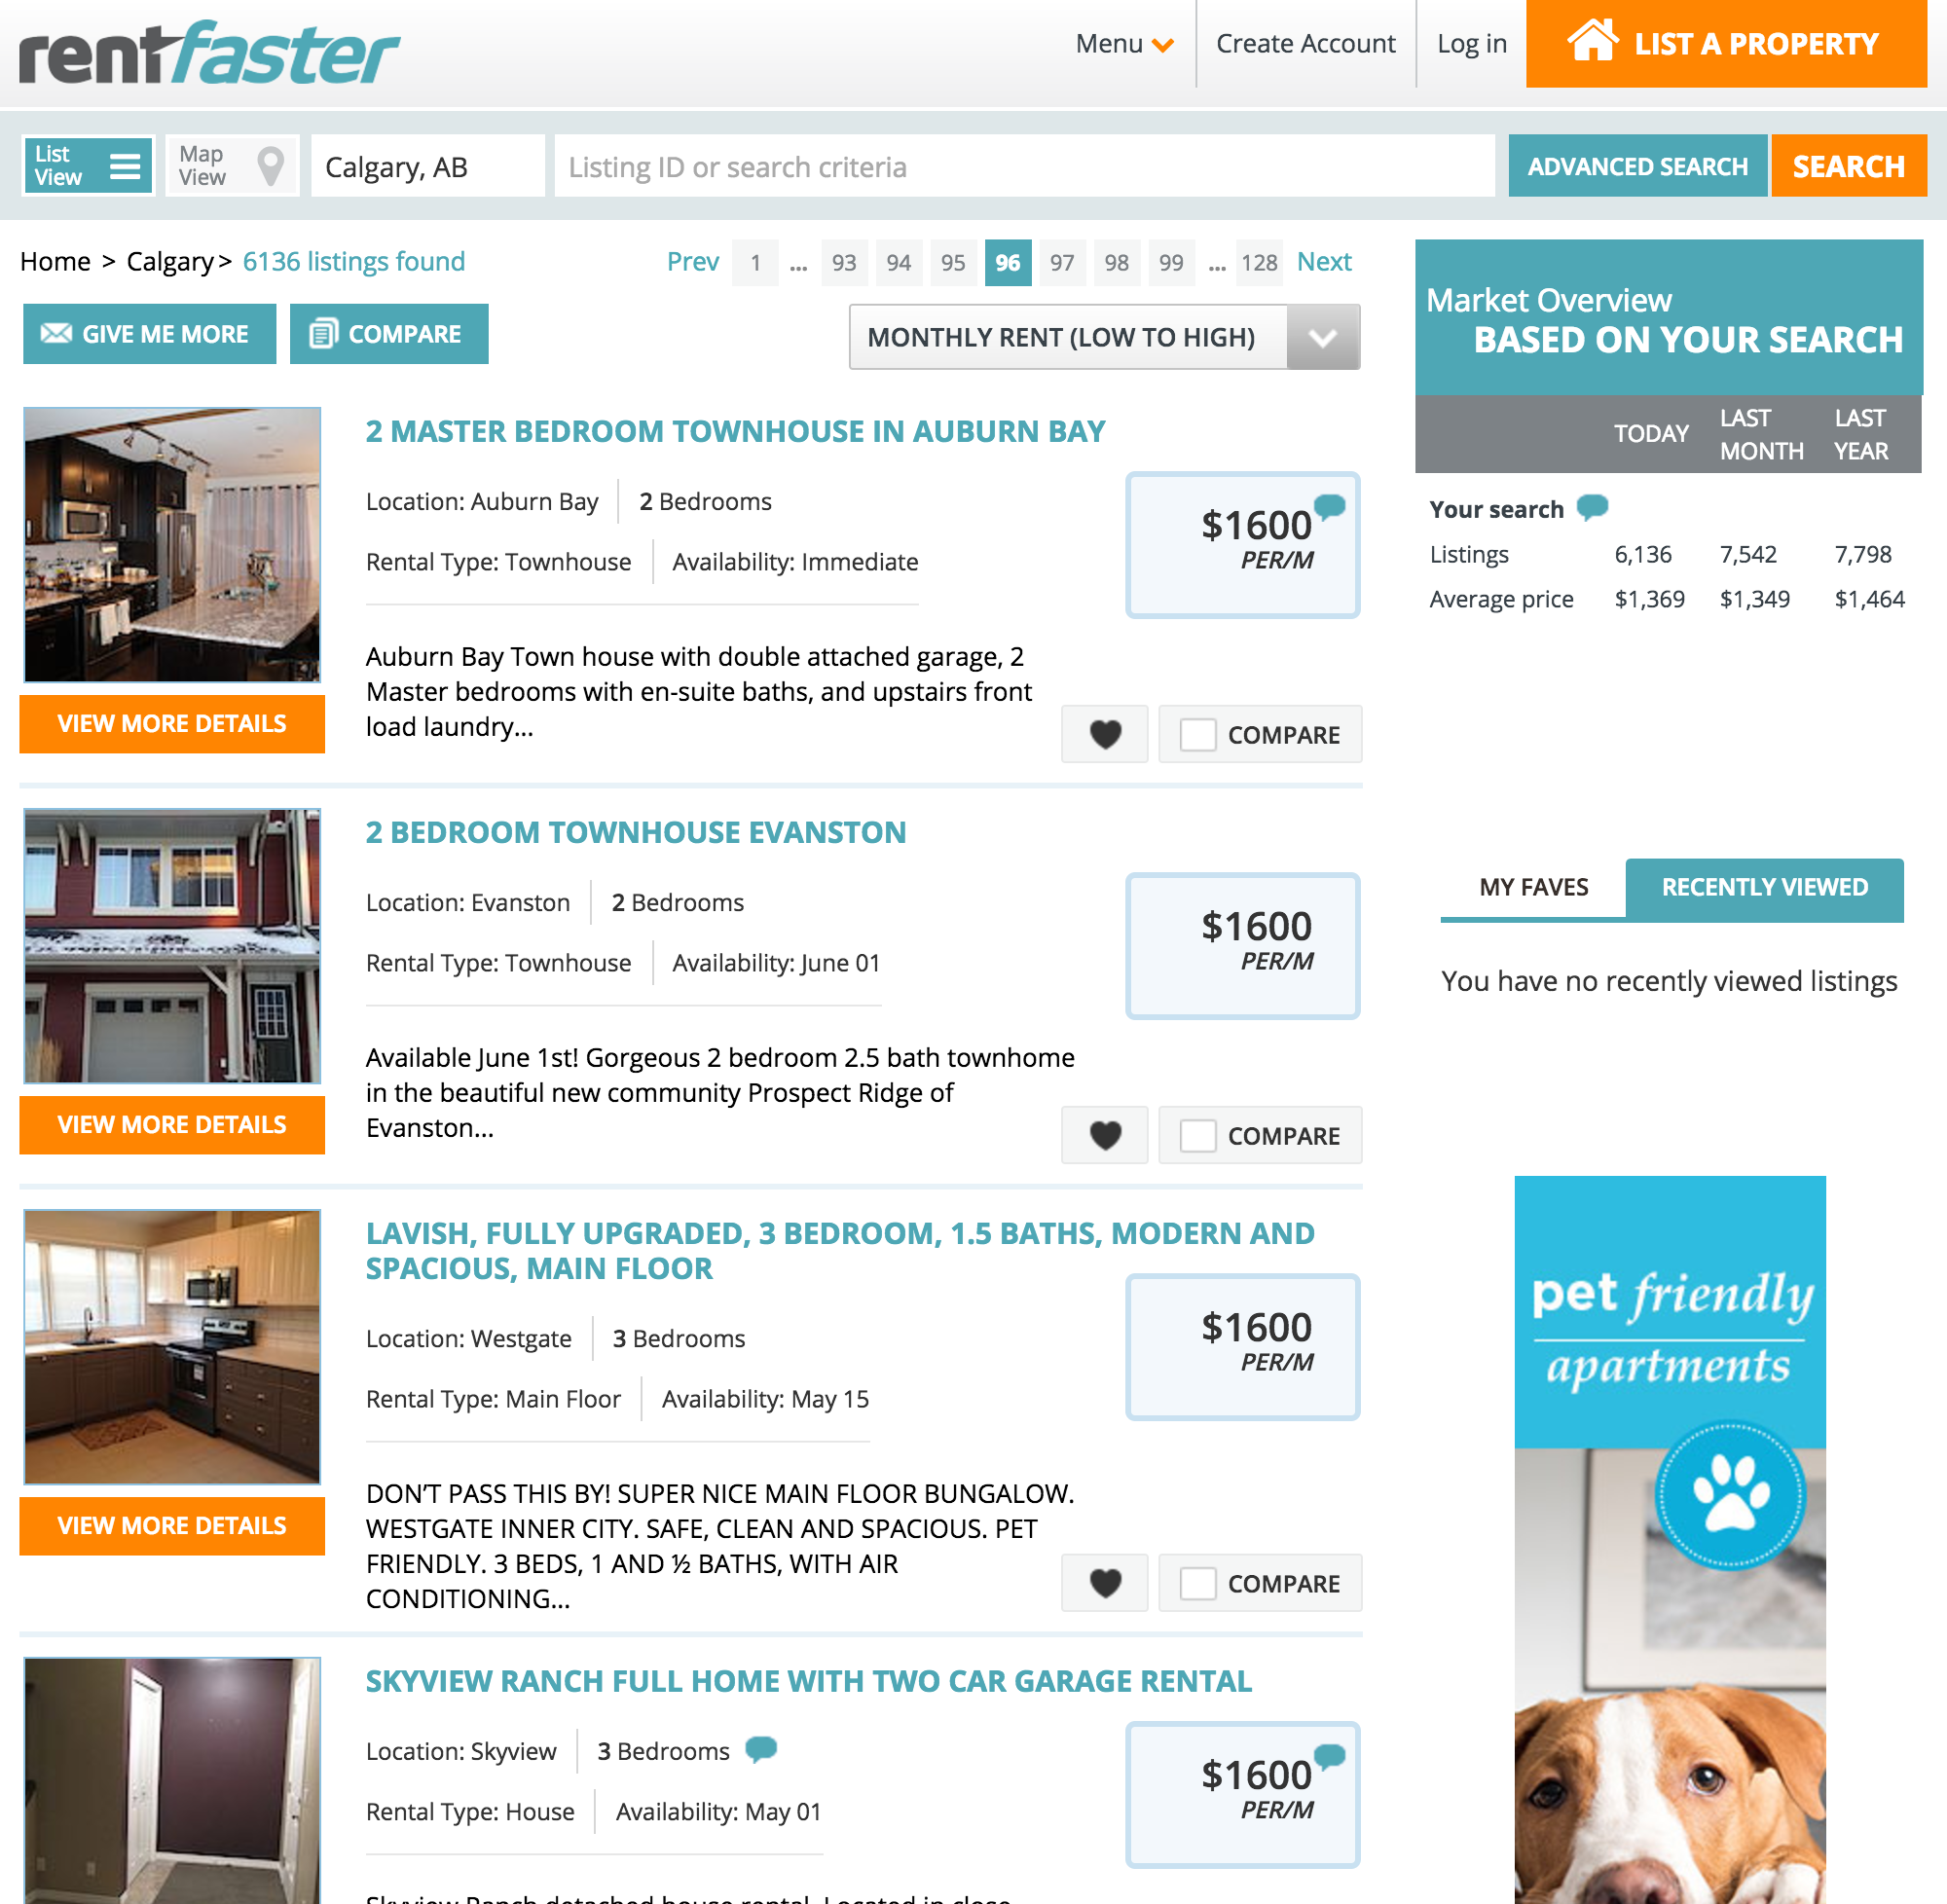 rentfaster
Menu
Create Account
Log in
LIST A PROPERTY
List
View
Map
View
Calgary, AB
Listing ID or search criteria
ADVANCED SEARCH
SEARCH
Home > Calgary > 6136 listings found
Prev 1 ... 93 94 95 96 97 98 99 ... 128 Next
GIVE ME MORE
COMPARE
MONTHLY RENT (LOW TO HIGH)
2 MASTER BEDROOM TOWNHOUSE IN AUBURN BAY
Location: Auburn Bay
2 Bedrooms
Rental Type: Townhouse
Availability: Immediate
$1600
PER/M
Auburn Bay Town house with double attached garage, 2
Master bedrooms with en-suite baths, and upstairs front
load laundry...
VIEW MORE DETAILS
COMPARE
2 BEDROOM TOWNHOUSE EVANSTON
Location: Evanston
2 Bedrooms
Rental Type: Townhouse
Availability: June 01
$1600
PER/M
Available June 1st! Gorgeous 2 bedroom 2.5 bath townhome
in the beautiful new community Prospect Ridge of
Evanston...
VIEW MORE DETAILS
COMPARE
LAVISH, FULLY UPGRADED, 3 BEDROOM, 1.5 BATHS, MODERN AND
SPACIOUS, MAIN FLOOR
Location: Westgate
3 Bedrooms
Rental Type: Main Floor
Availability: May 15
$1600
PER/M
DON'T PASS THIS BY! SUPER NICE MAIN FLOOR BUNGALOW.
WESTGATE INNER CITY. SAFE, CLEAN AND SPACIOUS. PET
FRIENDLY. 3 BEDS, 1 AND ½ BATHS, WITH AIR
CONDITIONING...
VIEW MORE DETAILS
COMPARE
SKYVIEW RANCH FULL HOME WITH TWO CAR GARAGE RENTAL
Location: Skyview
3 Bedrooms
Rental Type: House
Availability: May 01
$1600
PER/M
Skyview Ranch detached house rental. Located in close
Market Overview
BASED ON YOUR SEARCH
TODAY
LAST
MONTH
LAST
YEAR
Your search
Listings 6,136 7,542 7,798
Average price $1,369 $1,349 $1,464
MY FAVES
RECENTLY VIEWED
You have no recently viewed listings
pet friendly
apartments